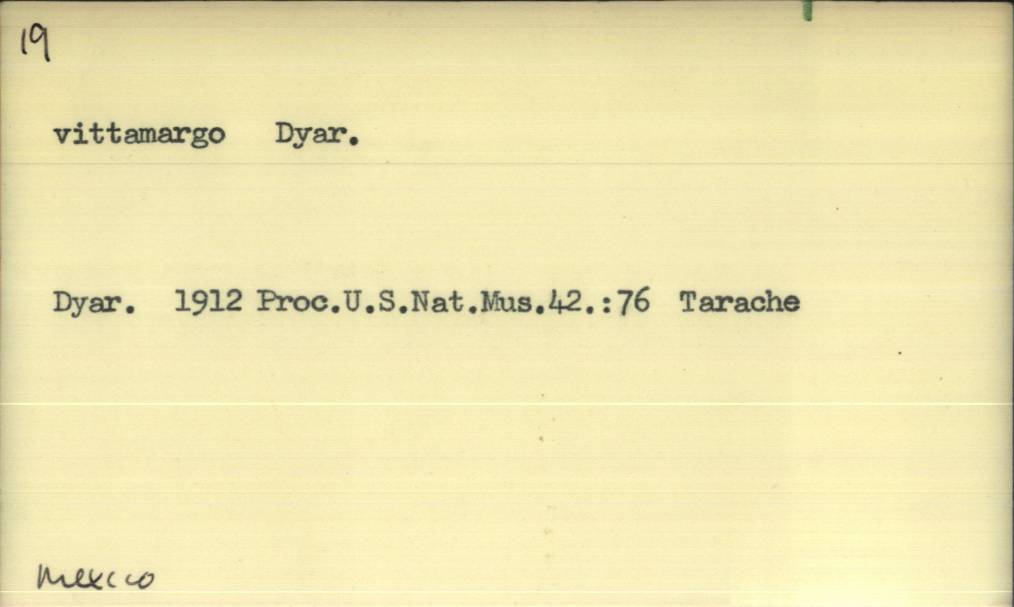 19
vittamargo Dyar.
Dyar. 1912 Proc.U.S.Nat.Mus.42.:76 Tarache
Mexico